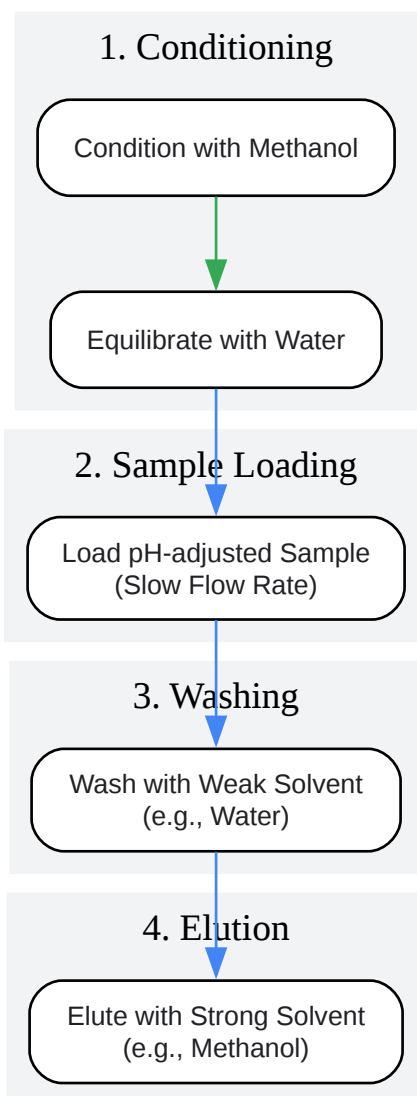 1. Conditioning
Condition with Methanol
Equilibrate with Water
2. Sample Loading
Load pH-adjusted Sample
(Slow Flow Rate)
3. Washing
Wash with Weak Solvent
(e.g., Water)
4. Elution
Elute with Strong Solvent
(e.g., Methanol)